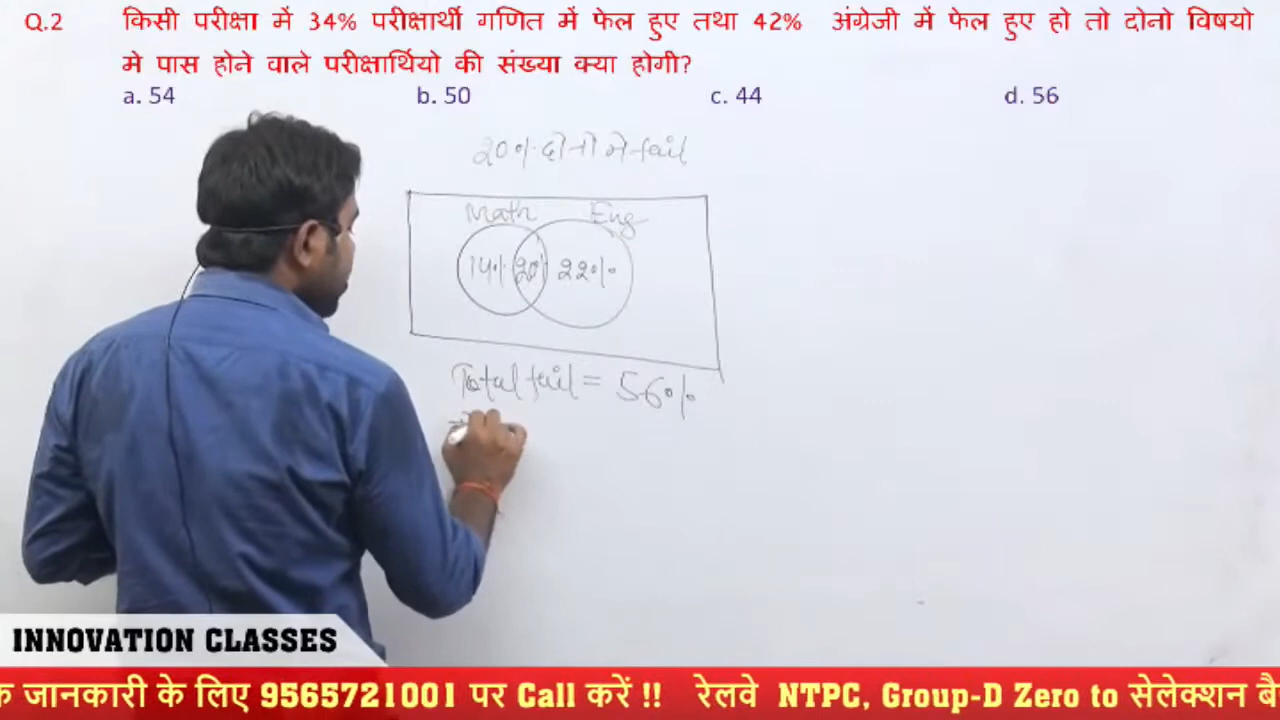 Q.2 किसी परीक्षा में 34% परीक्षार्थी गणित में फेल हुए तथा 42% अंग्रेजी में फेल हुए हो तो दोनो विषयो
मे पास होने वाले परीक्षार्थियो की संख्या क्या होगी?
a. 54 b. 50 c. 44 d. 56
20% दोनो मे fail
Math Eng
14% 20% 22%
Total fail = 56%
INNOVATION CLASSES
क जानकारी के लिए 9565721001 पर Call करें !! रेलवे NTPC, Group-D Zero to सेलेक्शन बै